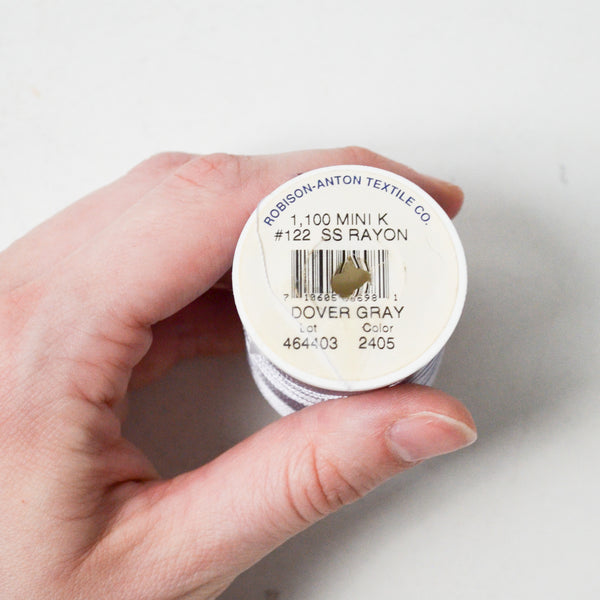 ROBISON-ANTON TEXTILE CO.
1,100 MINI K
#122 SS RAYON
DOVER GRAY
Lot Color
464403 2405